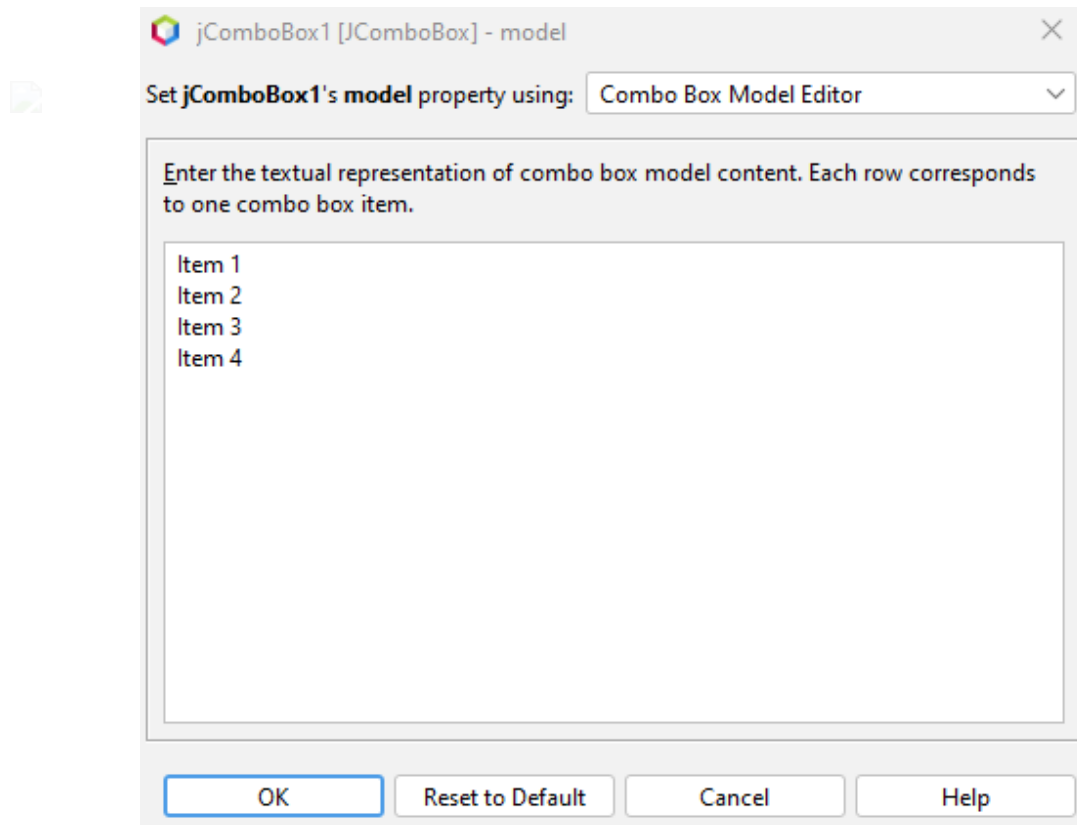 jComboBox1 [JComboBox] - model
Set jComboBox1's model property using: Combo Box Model Editor
Enter the textual representation of combo box model content. Each row corresponds
to one combo box item.
Item 1
Item 2
Item 3
Item 4
OK Reset to Default Cancel Help